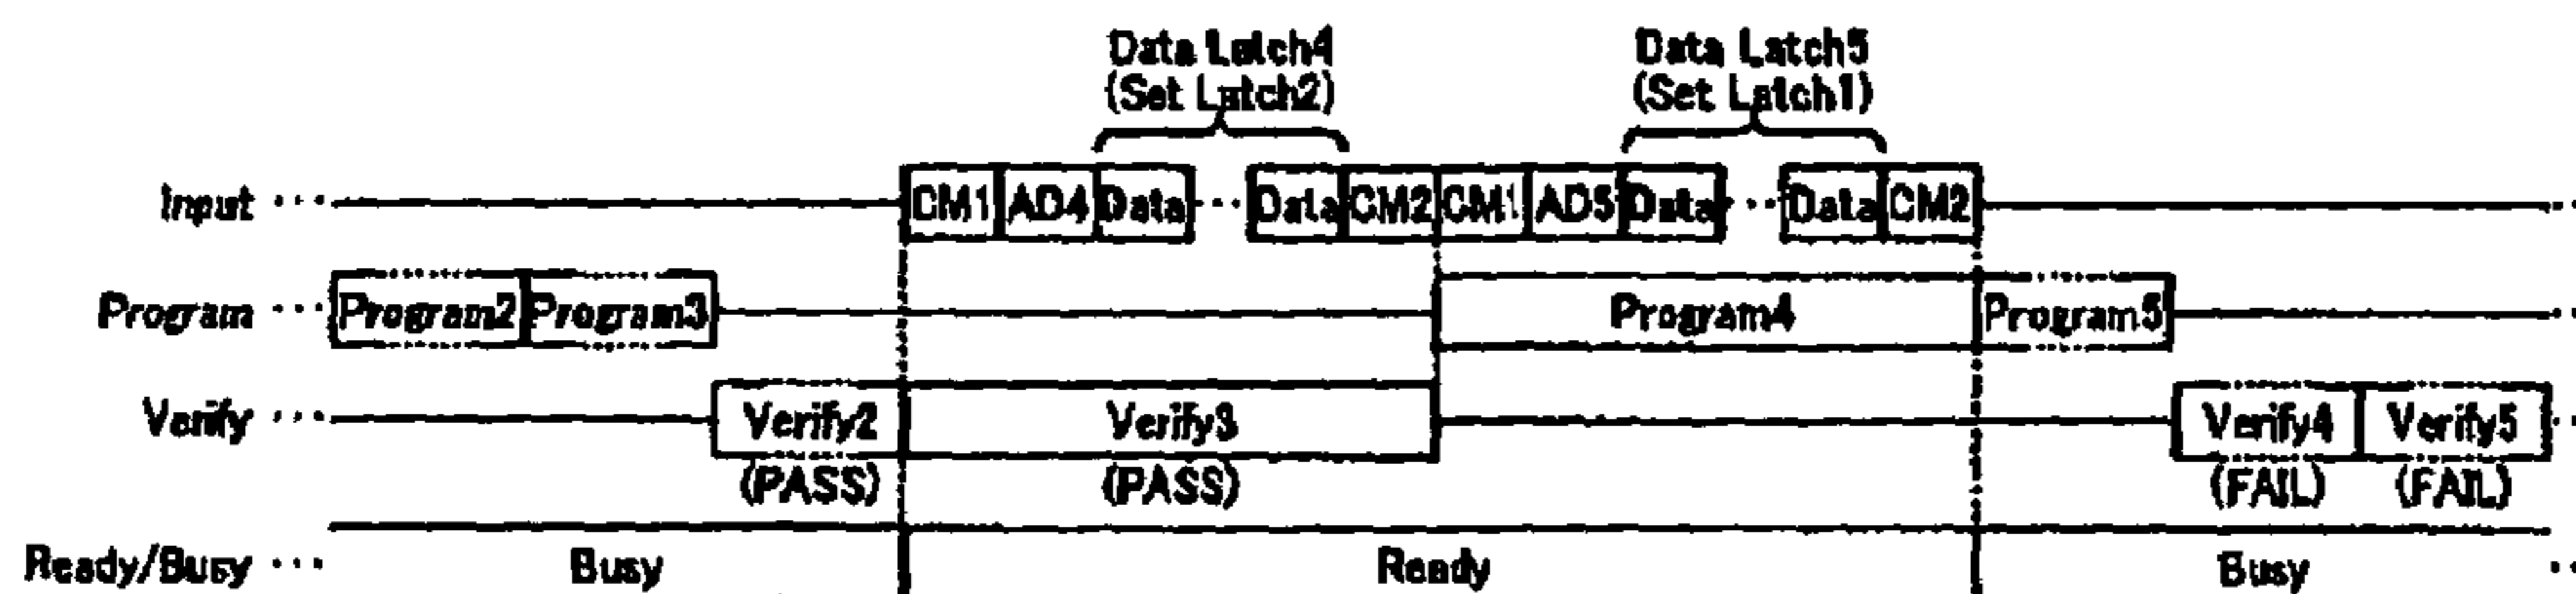 Data Latch4 Data Latch5
(Set Latch2) (Set Latch1)
Input ··· CM1 AD4 Data ··· Data CM2 CM1 AD5 Data ··· Data CM2
Program ··· Program2 Program3 Program4 Program5
Verify ··· Verify2 Verify3 Verify4 Verify5
(PASS) (PASS) (FAIL) (FAIL)
Ready/Busy ··· Busy Ready Busy